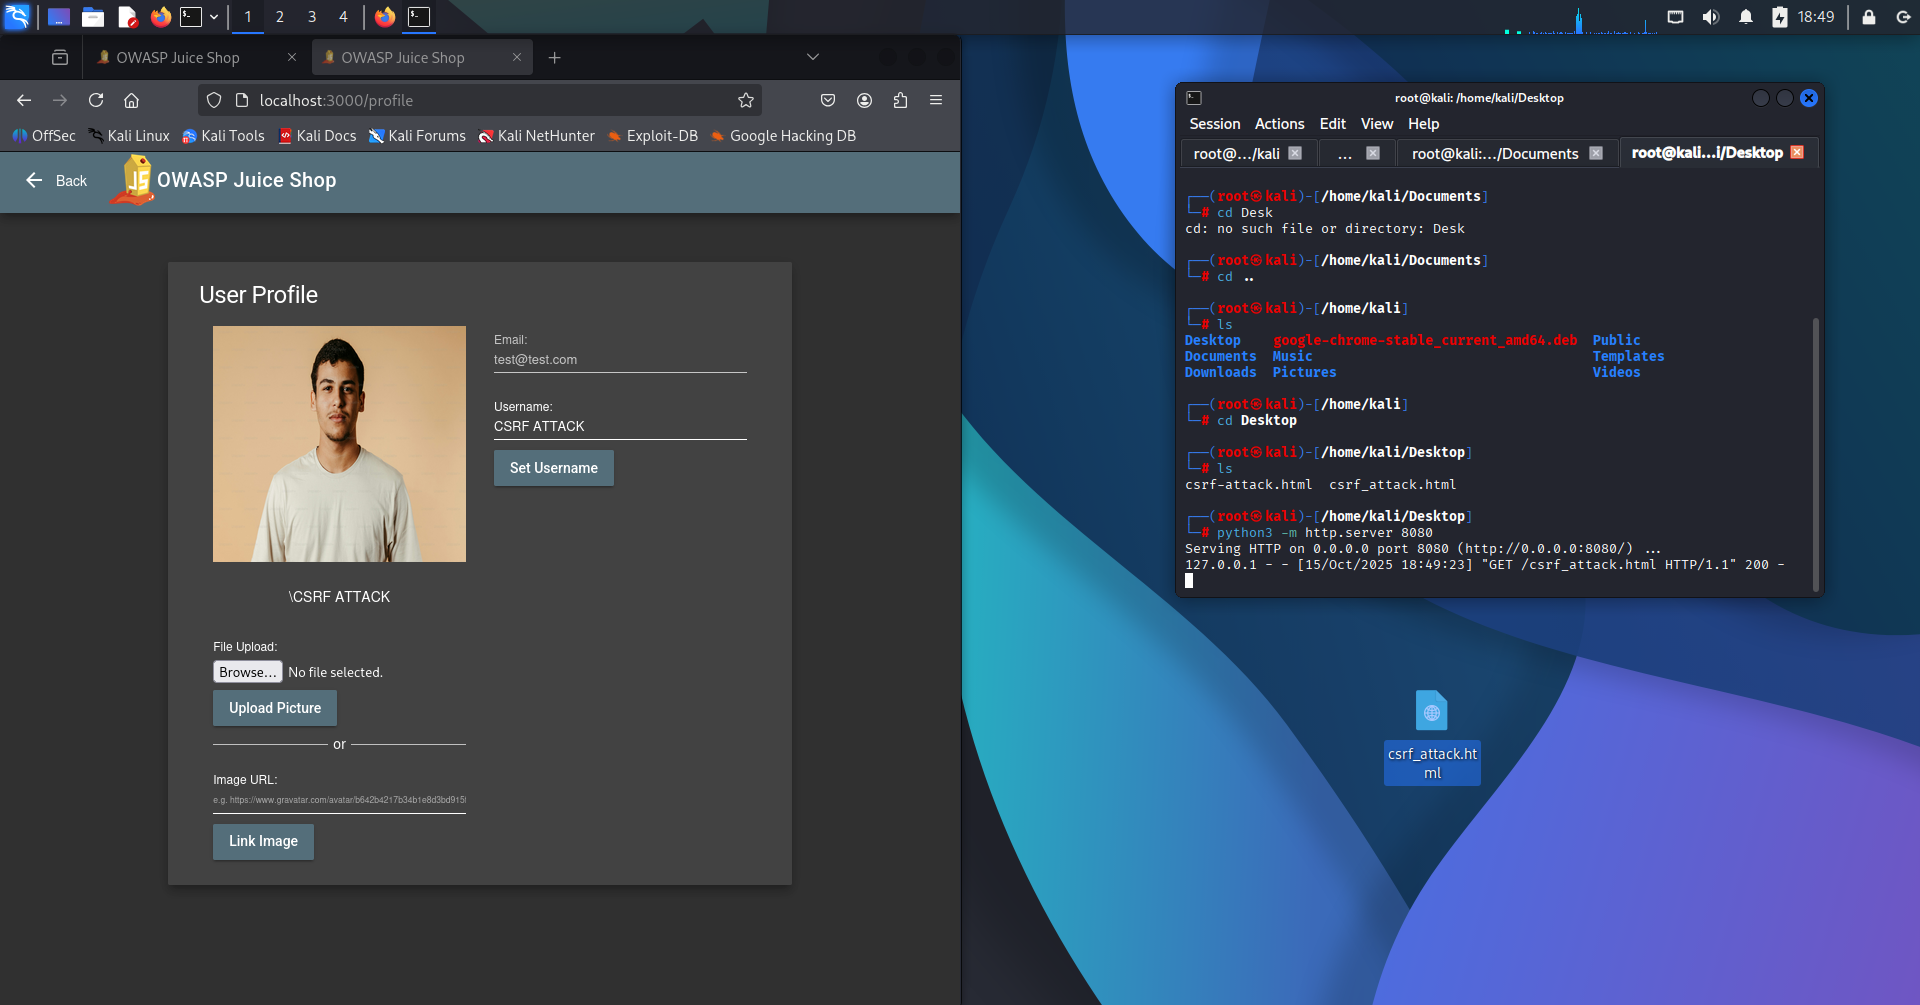 1 2 3 4
18:49
OWASP Juice Shop
OWASP Juice Shop
localhost:3000/profile
OffSec Kali Linux Kali Tools Kali Docs Kali Forums Kali NetHunter Exploit-DB Google Hacking DB
Back
JS
OWASP Juice Shop
User Profile
Email:
test@test.com
Username:
CSRF ATTACK
Set Username
\CSRF ATTACK
File Upload:
Browse... No file selected.
Upload Picture
or
Image URL:
e.g. https://www.gravatar.com/avatar/b642b4217b34b1e8d3bd915f
Link Image
root@kali: /home/kali/Desktop
Session Actions Edit View Help
root@.../kali ... root@kali:.../Documents root@kali...i/Desktop
┌──(root㉿kali)-[/home/kali/Documents]
└─# cd Desk
cd: no such file or directory: Desk
┌──(root㉿kali)-[/home/kali/Documents]
└─# cd ..
┌──(root㉿kali)-[/home/kali]
└─# ls
Desktop google-chrome-stable_current_amd64.deb Public
Documents Music Templates
Downloads Pictures Videos
┌──(root㉿kali)-[/home/kali]
└─# cd Desktop
┌──(root㉿kali)-[/home/kali/Desktop]
└─# ls
csrf-attack.html csrf_attack.html
┌──(root㉿kali)-[/home/kali/Desktop]
└─# python3 -m http.server 8080
Serving HTTP on 0.0.0.0 port 8080 (http://0.0.0.0:8080/) ...
127.0.0.1 - - [15/Oct/2025 18:49:23] "GET /csrf_attack.html HTTP/1.1" 200 -
csrf_attack.ht
ml